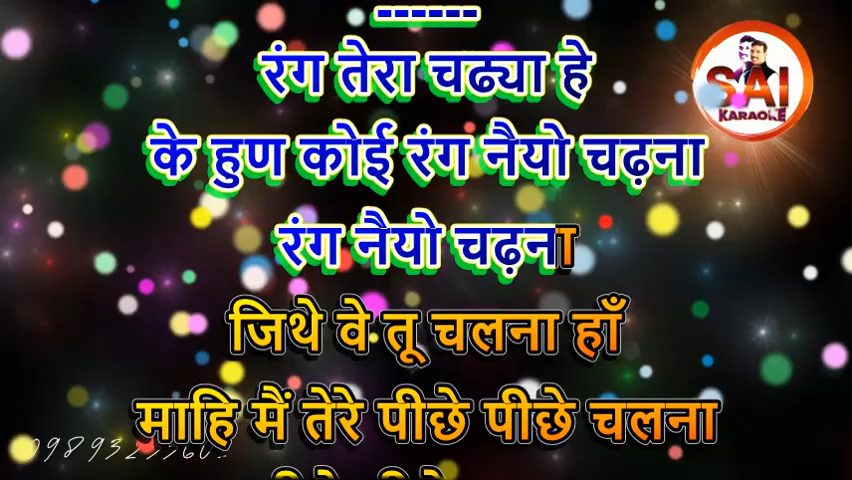 ------
रंग तेरा चढ्या हे
SAI
KARAOKE
के हुण कोई रंग नैयो चढ़ना
रंग नैयो चढ़ना
जिथे वे तू चलना हाँ
माहि मैं तेरे पीछे पीछे चलना